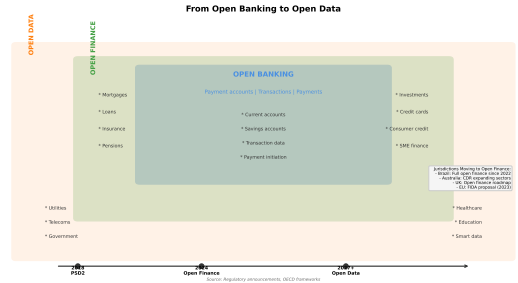 From Open Banking to Open Data
OPEN DATA
OPEN FINANCE
OPEN BANKING
Payment accounts | Transactions | Payments
* Current accounts
* Savings accounts
* Transaction data
* Payment initiation
* Mortgages
* Loans
* Insurance
* Pensions
* Investments
* Credit cards
* Consumer credit
* SME finance
Jurisdictions Moving to Open Finance:
- Brazil: Full open finance since 2022
- Australia: CDR expanding sectors
- UK: Open finance roadmap
- EU: FIDA proposal (2023)
* Utilities
* Telecoms
* Government
* Healthcare
* Education
* Smart data
PSD2
Open Finance
Open Data
Source: Regulatory announcements, OECD frameworks